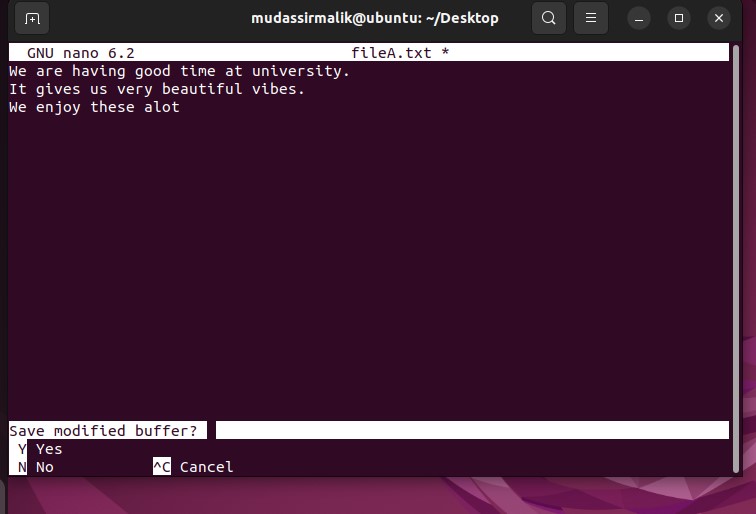 mudassirmalik@ubuntu: ~/Desktop
GNU nano 6.2 fileA.txt *
We are having good time at university.
It gives us very beautiful vibes.
We enjoy these alot
Save modified buffer?
Y Yes
N No ^C Cancel